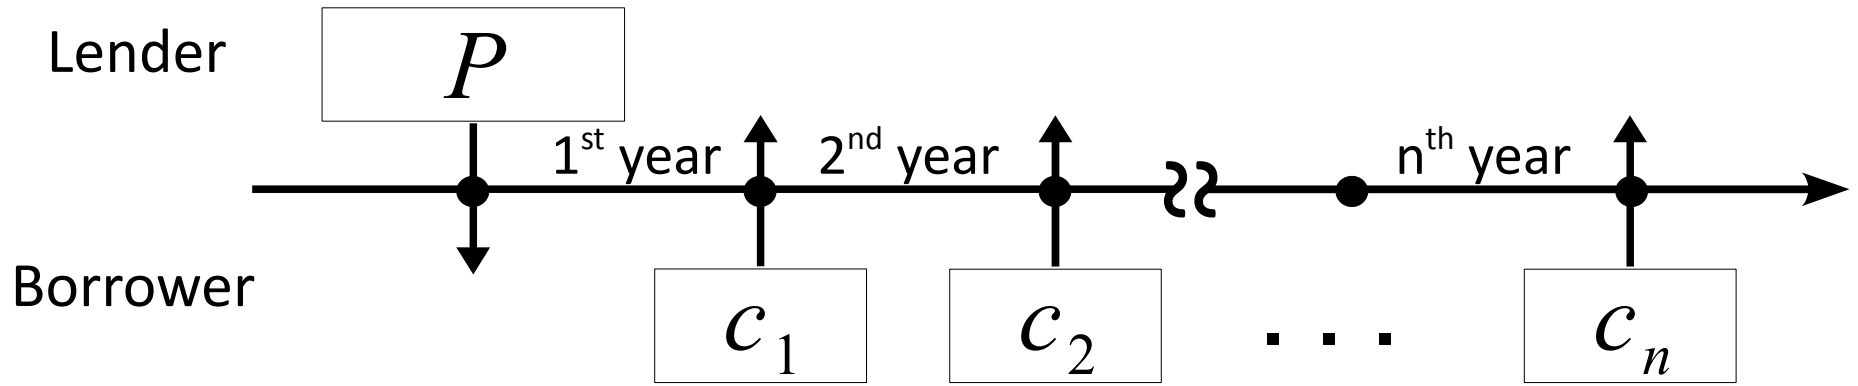 Lender
P
1st year 2nd year nth year
Borrower
c1 c2 . . . cn